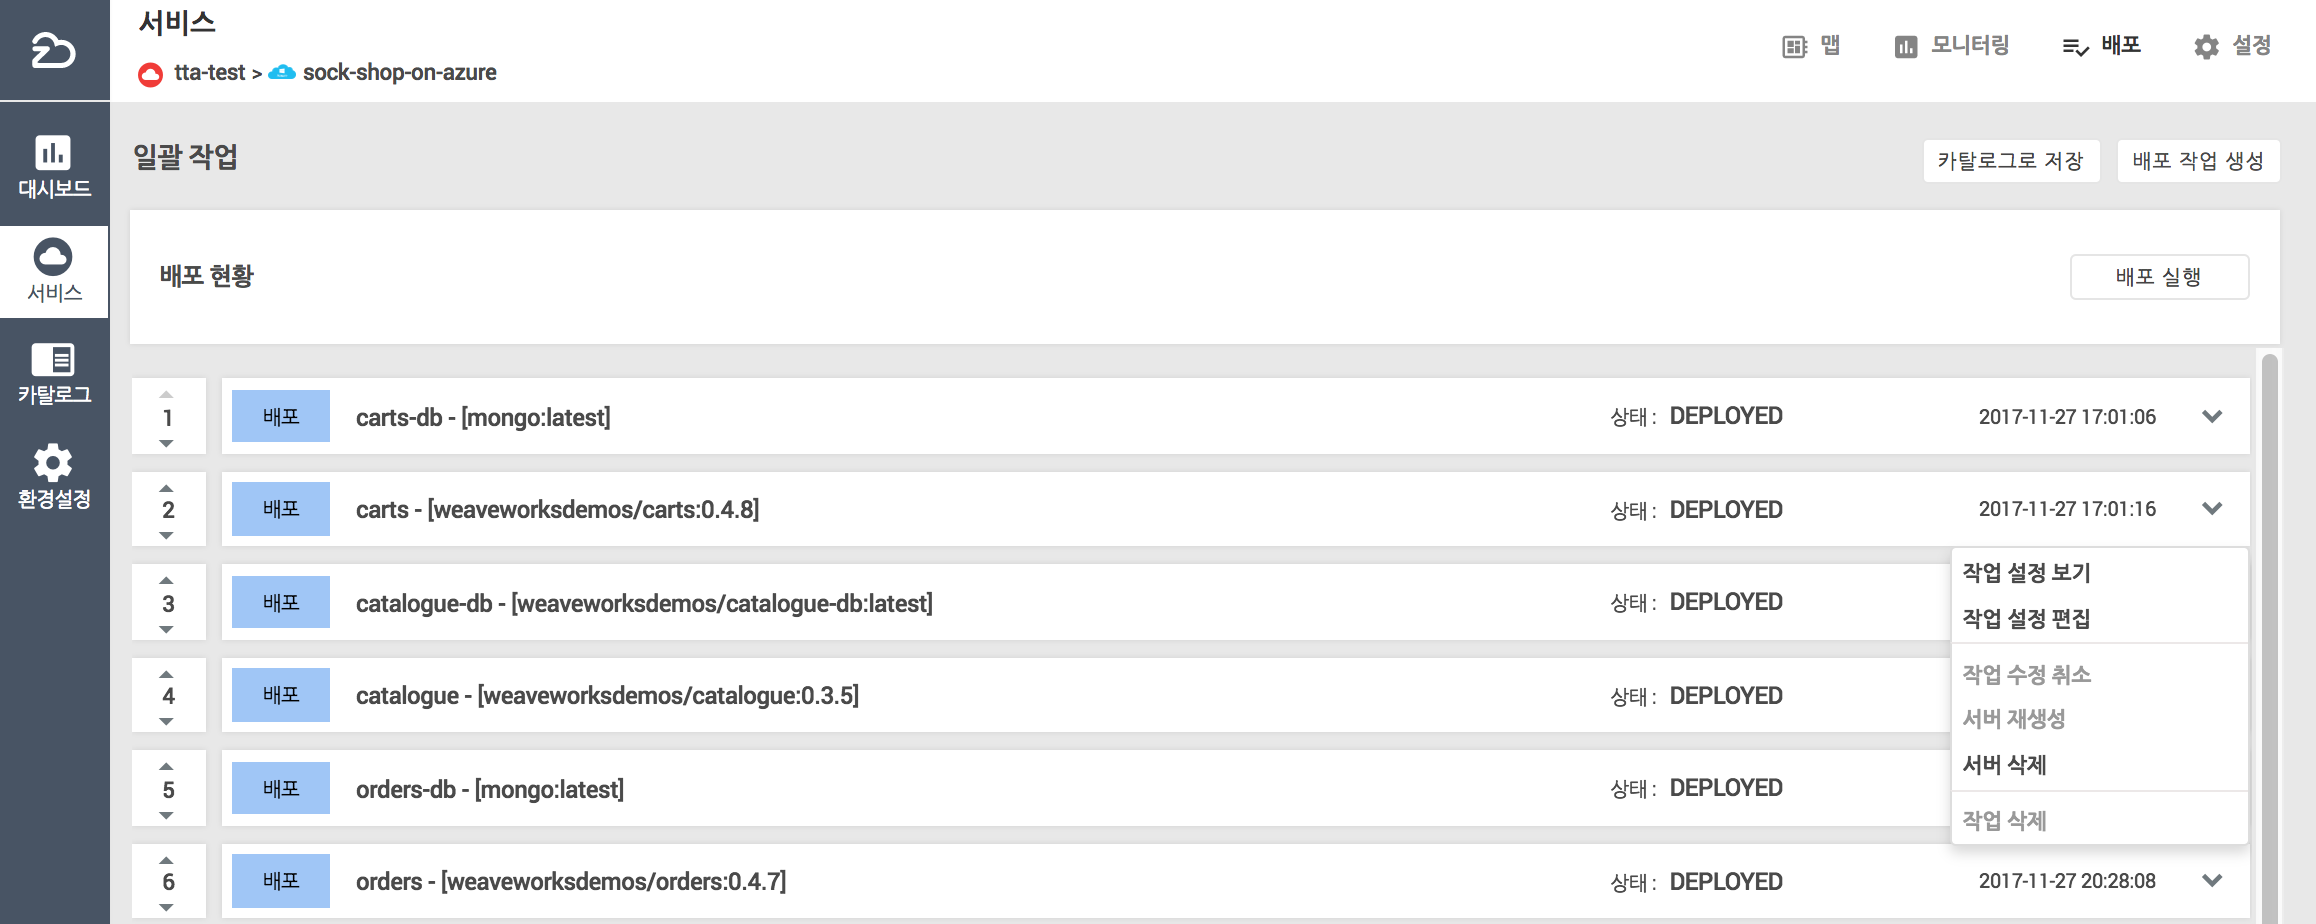 서비스
tta-test > sock-shop-on-azure
맵
모니터링
배포
설정
대시보드
서비스
카탈로그
환경설정
일괄 작업
카탈로그로 저장
배포 작업 생성
배포 현황
배포 실행
1 배포 carts-db - [mongo:latest] 상태 : DEPLOYED 2017-11-27 17:01:06
2 배포 carts - [weaveworksdemos/carts:0.4.8] 상태 : DEPLOYED 2017-11-27 17:01:16
3 배포 catalogue-db - [weaveworksdemos/catalogue-db:latest] 상태 : DEPLOYED
4 배포 catalogue - [weaveworksdemos/catalogue:0.3.5] 상태 : DEPLOYED
5 배포 orders-db - [mongo:latest] 상태 : DEPLOYED
6 배포 orders - [weaveworksdemos/orders:0.4.7] 상태 : DEPLOYED 2017-11-27 20:28:08
작업 설정 보기
작업 설정 편집
작업 수정 취소
서버 재생성
서버 삭제
작업 삭제